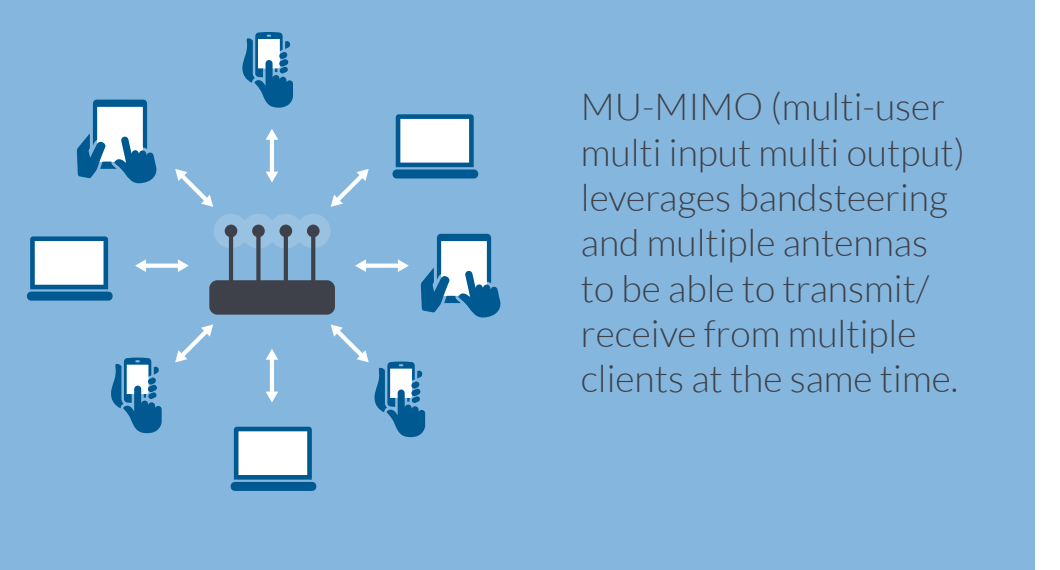 MU-MIMO (multi-user
multi input multi output)
leverages bandsteering
and multiple antennas
to be able to transmit/
receive from multiple
clients at the same time.